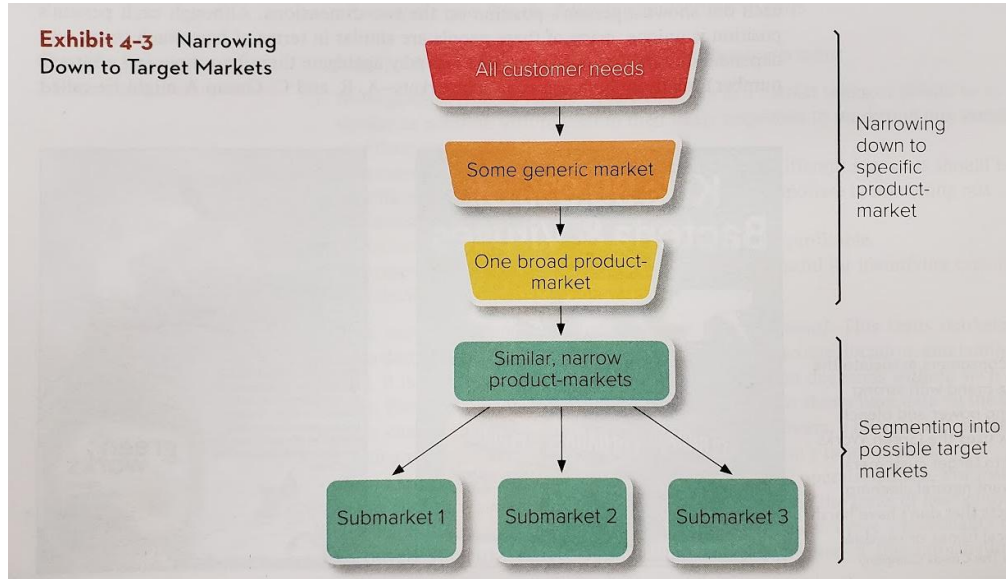 Exhibit 4-3 Narrowing
Down to Target Markets
All customer needs
Some generic market
One broad product-
market
Similar, narrow
product-markets
Submarket 1
Submarket 2
Submarket 3
Narrowing
down to
specific
product-
market
Segmenting into
possible target
markets